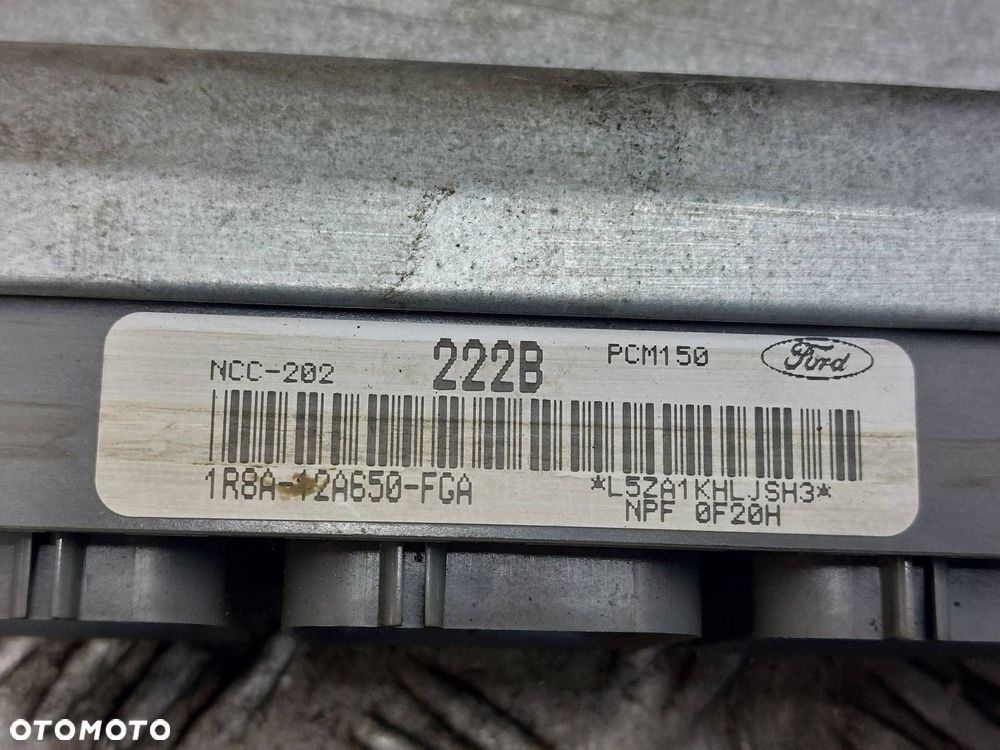 NCC-202 222B PCM150 Ford
1R8A-12A650-FGA *L5ZA1KHLJSH3*
NPF 0F20H
OTOMOTO